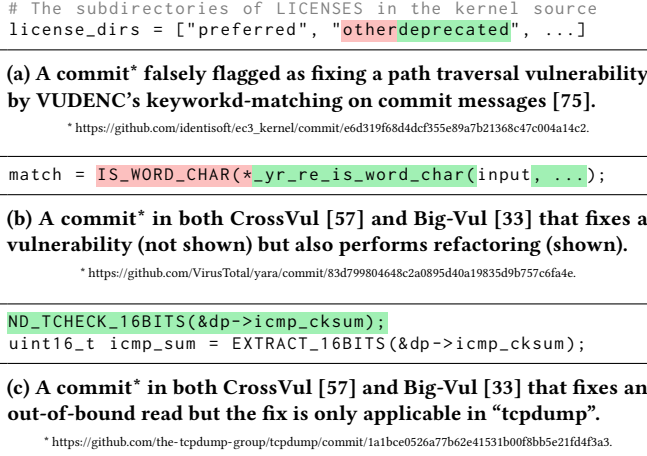 # The subdirectories of LICENSES in the kernel source
license_dirs = ["preferred", "otherdeprecated", ...]
(a) A commit* falsely flagged as fixing a path traversal vulnerability
by VUDENC's keyworkd-matching on commit messages [75].
* https://github.com/identisoft/ec3_kernel/commit/e6d319f68d4dcf355e89a7b21368c47c004a14c2.
match = IS_WORD_CHAR(*_yr_re_is_word_char(input, ...);
(b) A commit* in both CrossVul [57] and Big-Vul [33] that fixes a
vulnerability (not shown) but also performs refactoring (shown).
* https://github.com/VirusTotal/yara/commit/83d799804648c2a0895d40a19835d9b757c6fa4e.
ND_TCHECK_16BITS(&dp->icmp_cksum);
uint16_t icmp_sum = EXTRACT_16BITS(&dp->icmp_cksum);
(c) A commit* in both CrossVul [57] and Big-Vul [33] that fixes an
out-of-bound read but the fix is only applicable in “tcpdump”.
* https://github.com/the-tcpdump-group/tcpdump/commit/1a1bce0526a77b62e41531b00f8bb5e21fd4f3a3.